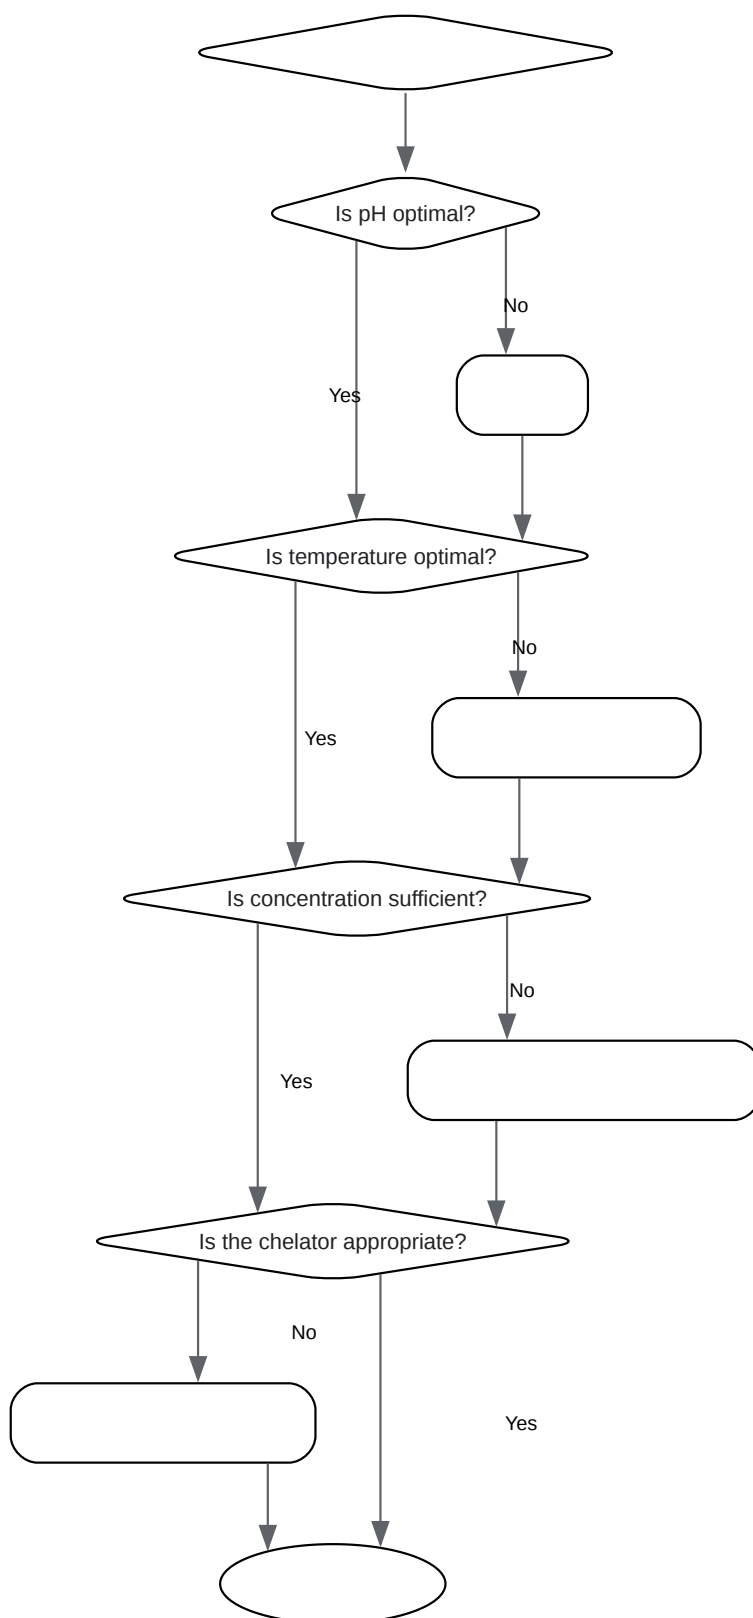 Is pH optimal?
No
Yes
Is temperature optimal?
No
Yes
Is concentration sufficient?
No
Yes
Is the chelator appropriate?
No
Yes